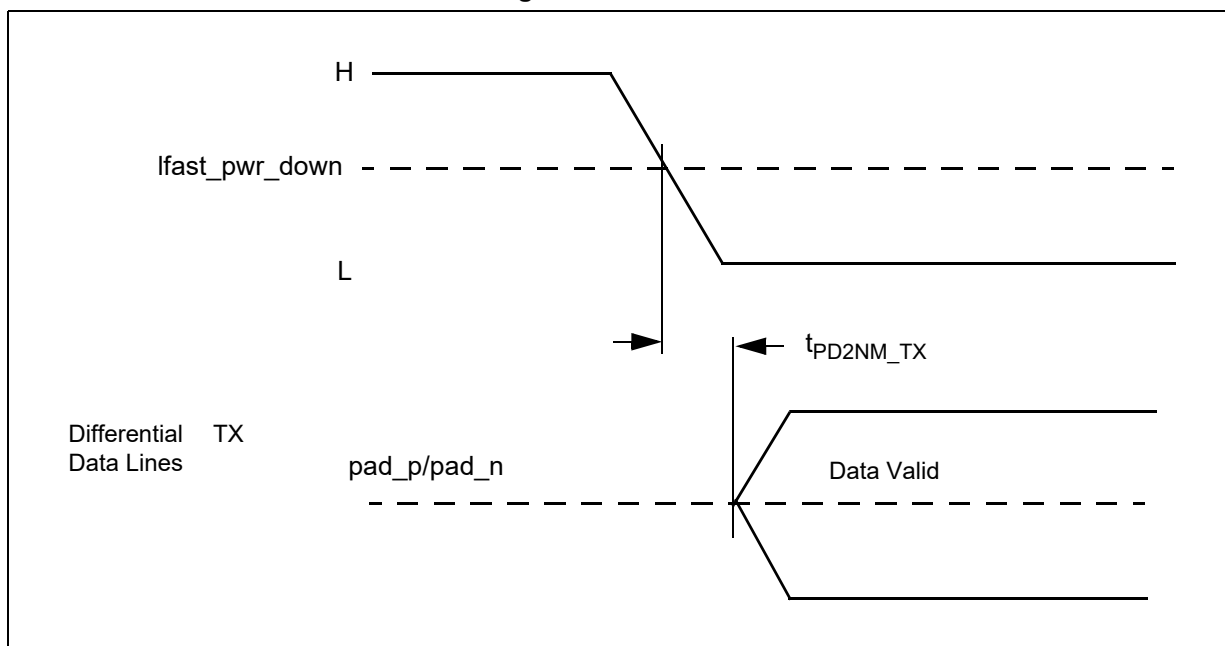 H
lfast_pwr_down
L
tPD2NM_TX
Differential TX
Data Lines
pad_p/pad_n
Data Valid